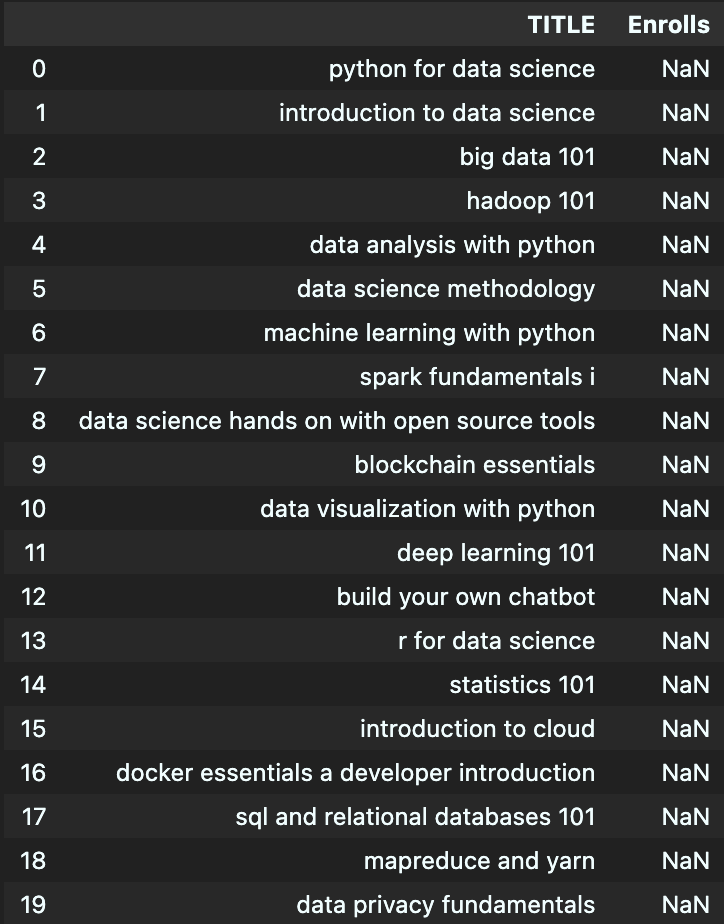 TITLE Enrolls
0 python for data science NaN
1 introduction to data science NaN
2 big data 101 NaN
3 hadoop 101 NaN
4 data analysis with python NaN
5 data science methodology NaN
6 machine learning with python NaN
7 spark fundamentals i NaN
8 data science hands on with open source tools NaN
9 blockchain essentials NaN
10 data visualization with python NaN
11 deep learning 101 NaN
12 build your own chatbot NaN
13 r for data science NaN
14 statistics 101 NaN
15 introduction to cloud NaN
16 docker essentials a developer introduction NaN
17 sql and relational databases 101 NaN
18 mapreduce and yarn NaN
19 data privacy fundamentals NaN